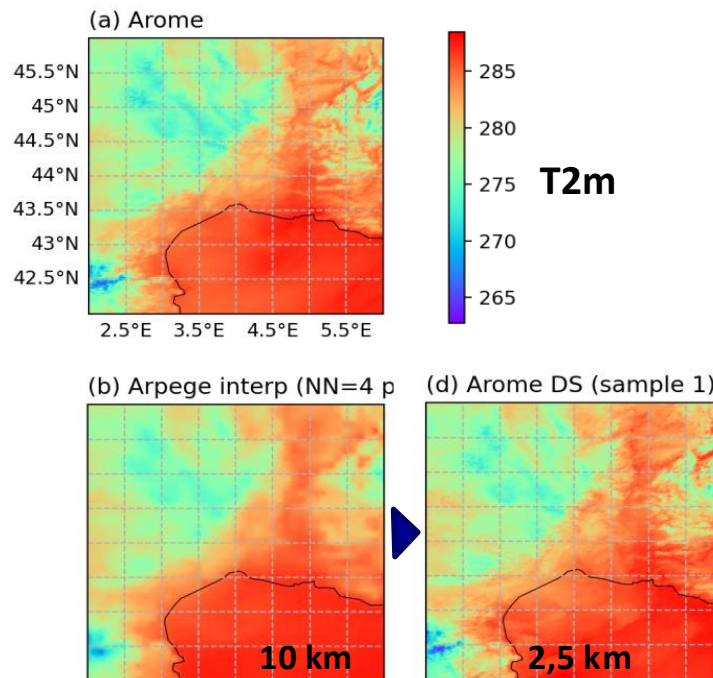 (a) Arome
45.5°N
45°N
44.5°N
44°N
43.5°N
43°N
42.5°N
2.5°E 3.5°E 4.5°E 5.5°E
285
280
275
270
265
T2m
(b) Arpege interp (NN=4 p
(d) Arome DS (sample 1)
10 km
2,5 km